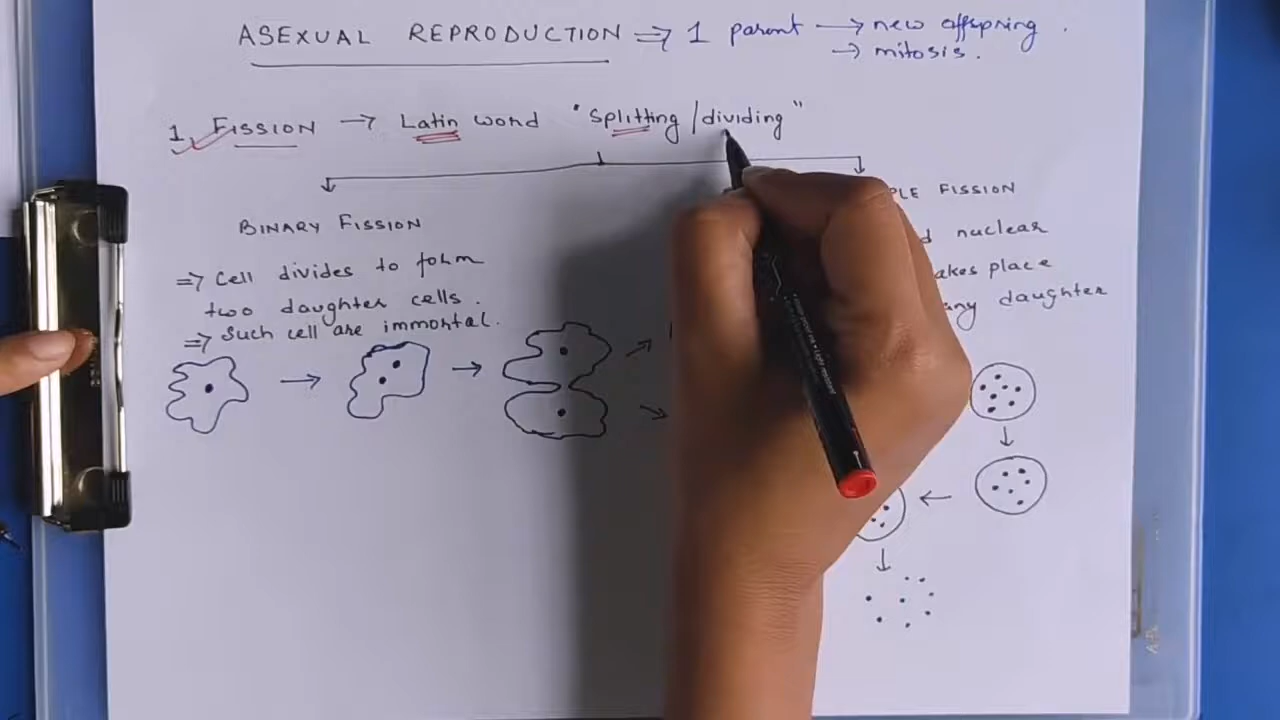 ASEXUAL REPRODUCTION ⇒ 1 parent → new offspring.
→ mitosis.
1. FISSION → Latin word "splitting/dividing"
BINARY FISSION
⇒ Cell divides to form
two daughter cells.
⇒ Such cell are immortal.
FISSION
nuclear
place
daughter